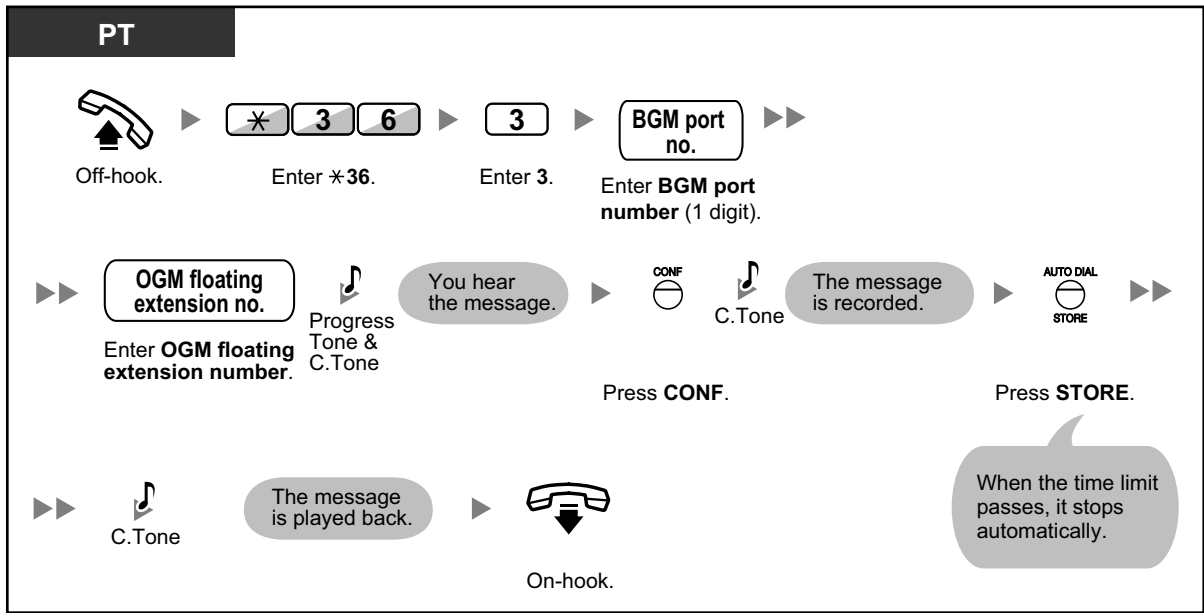 PT
✳ 3 6
3
BGM port
no.
Off-hook.
Enter ✳36.
Enter 3.
Enter BGM port
number (1 digit).
OGM floating
extension no.
Enter OGM floating
extension number.
Progress
Tone &
C.Tone
You hear
the message.
CONF
Press CONF.
C.Tone
The message
is recorded.
AUTO DIAL
STORE
Press STORE.
When the time limit
passes, it stops
automatically.
C.Tone
The message
is played back.
On-hook.